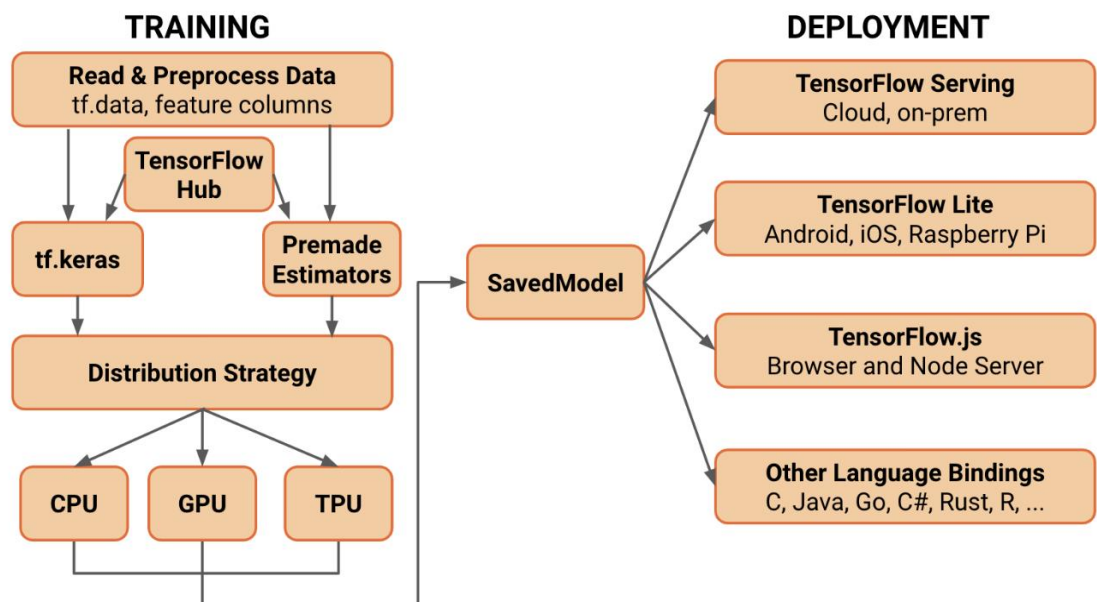 TRAINING
Read & Preprocess Data
tf.data, feature columns
TensorFlow
Hub
tf.keras
Premade
Estimators
Distribution Strategy
CPU
GPU
TPU
SavedModel
DEPLOYMENT
TensorFlow Serving
Cloud, on-prem
TensorFlow Lite
Android, iOS, Raspberry Pi
TensorFlow.js
Browser and Node Server
Other Language Bindings
C, Java, Go, C#, Rust, R, ...